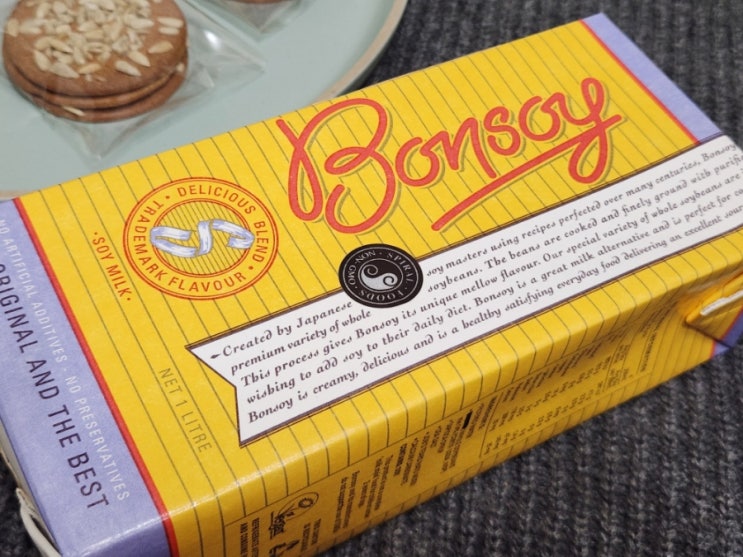 Bonsoy
DELICIOUS BLEND
TRADEMARK FLAVOUR
·SOY MILK·
NON-GMO · SPIRAL FOODS
Created by Japanese soy masters using recipes perfected over many centuries, Bonsoy
premium variety of whole soybeans. The beans are cooked and finely ground with purifi
This process gives Bonsoy its unique mellow flavour. Our special variety of whole soybeans are
wishing to add soy to their daily diet. Bonsoy is a great milk alternative and is perfect for co
Bonsoy is creamy, delicious and is a healthy satisfying everyday food delivering an excellent sour
NET 1 LITRE
NO ARTIFICIAL ADDITIVES NO PRESERVATIVES
ORIGINAL AND THE BEST